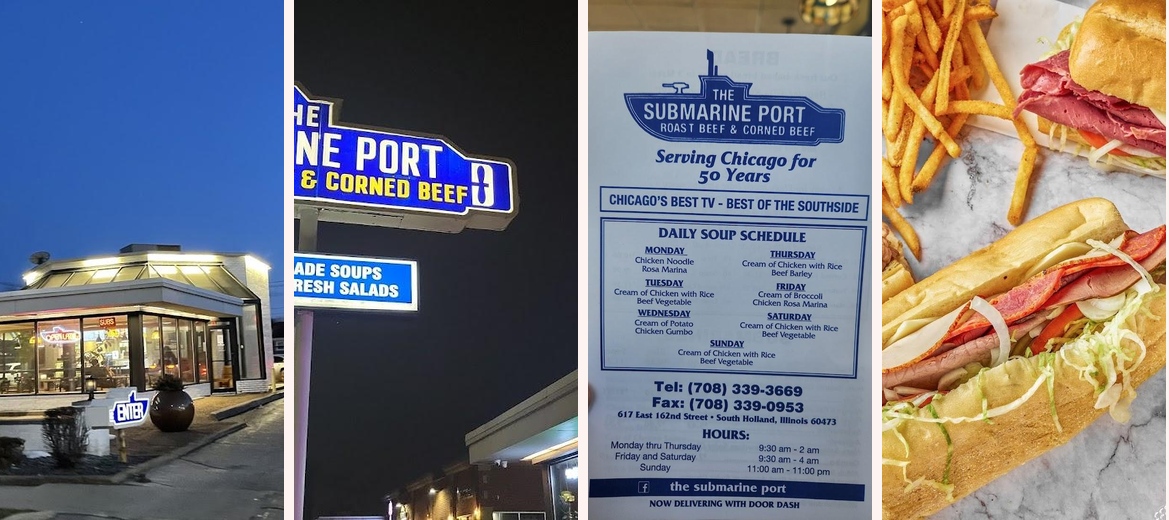 SUBS
ENTER
HE
NE PORT
& CORNED BEEF
ADE SOUPS
RESH SALADS
THE
SUBMARINE PORT
ROAST BEEF & CORNED BEEF
Serving Chicago for
50 Years
CHICAGO'S BEST TV - BEST OF THE SOUTHSIDE
DAILY SOUP SCHEDULE
MONDAY
Chicken Noodle
Rosa Marina
TUESDAY
Cream of Chicken with Rice
Beef Vegetable
WEDNESDAY
Cream of Potato
Chicken Gumbo
THURSDAY
Cream of Chicken with Rice
Beef Barley
FRIDAY
Cream of Broccoli
Chicken Rosa Marina
SATURDAY
Cream of Chicken with Rice
Beef Vegetable
SUNDAY
Cream of Chicken with Rice
Beef Vegetable
Tel: (708) 339-3669
Fax: (708) 339-0953
617 East 162nd Street • South Holland, Illinois 60473
HOURS:
Monday thru Thursday 9:30 am - 2 am
Friday and Saturday 9:30 am - 4 am
Sunday 11:00 am - 11:00 pm
f the submarine port
NOW DELIVERING WITH DOOR DASH